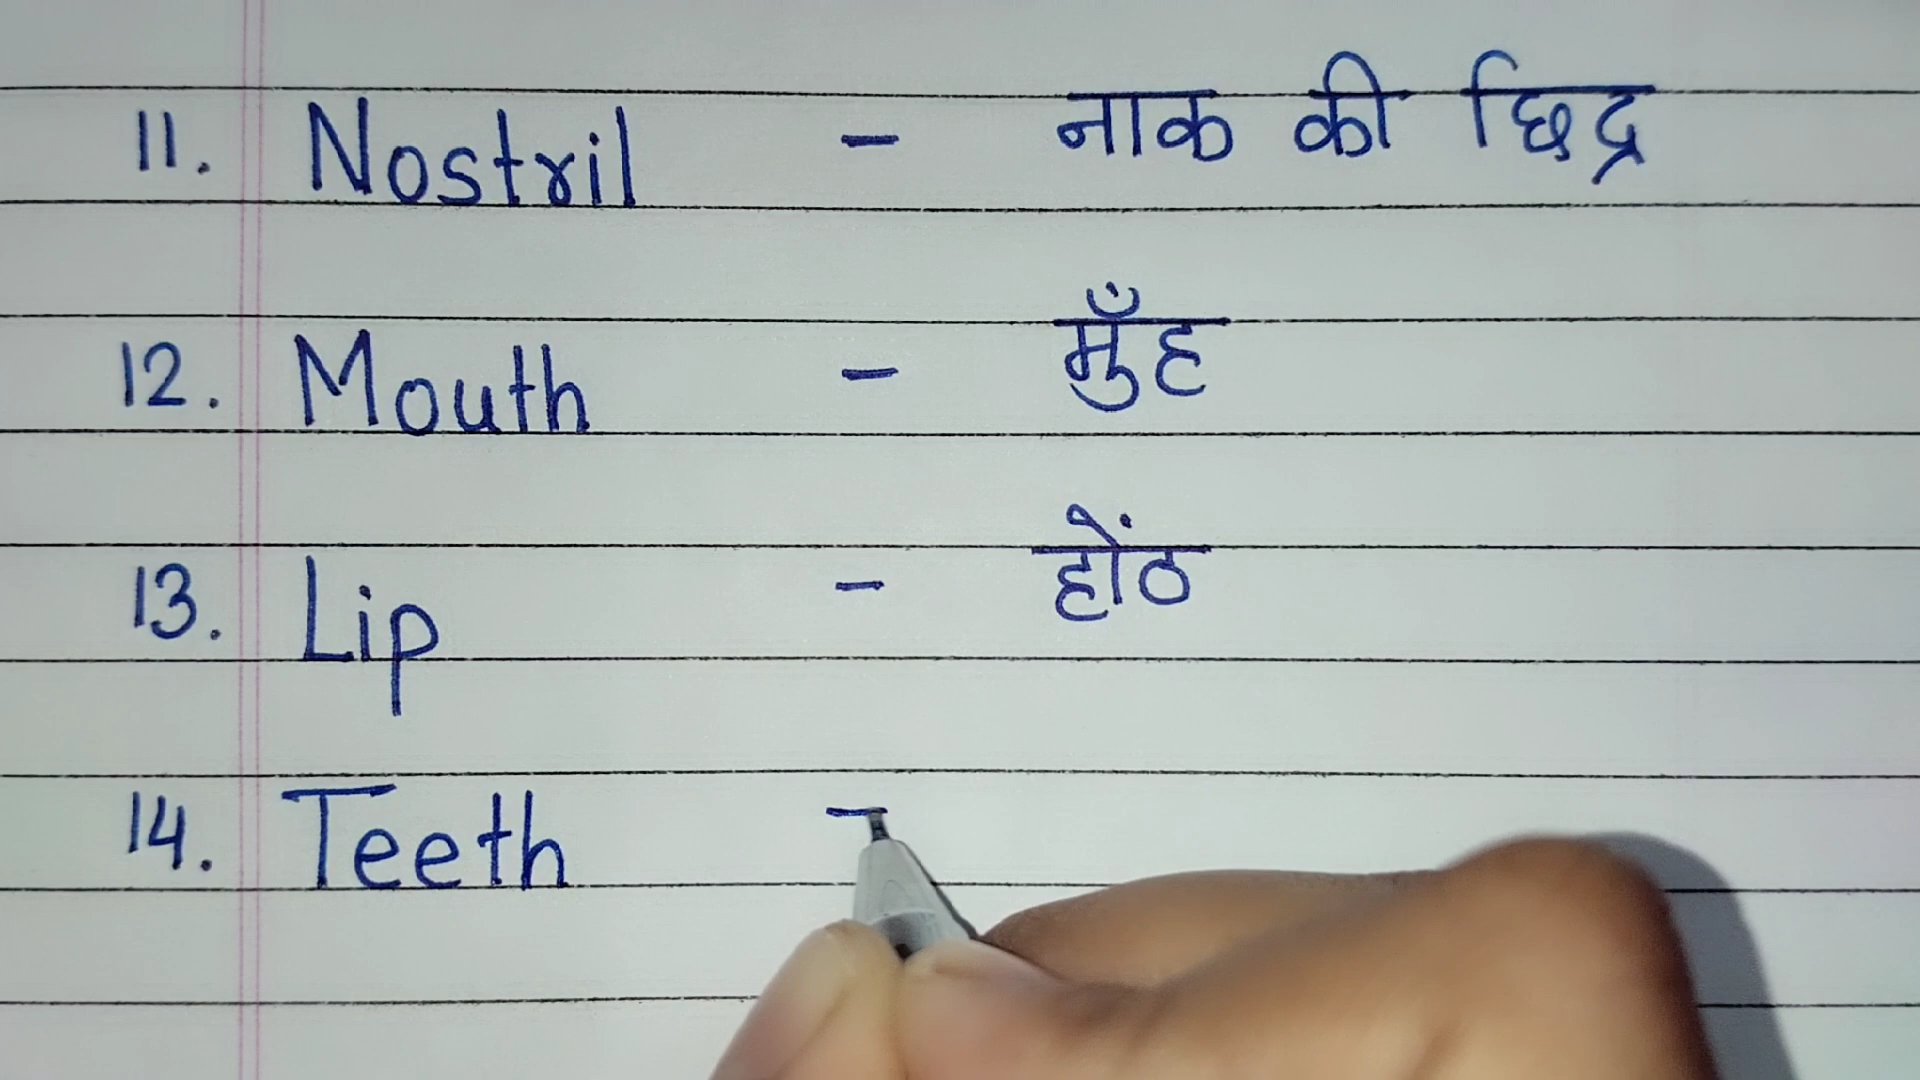 11. Nostril - नाक की छिद्र
12. Mouth - मुँह
13. Lip - होंठ
14. Teeth -